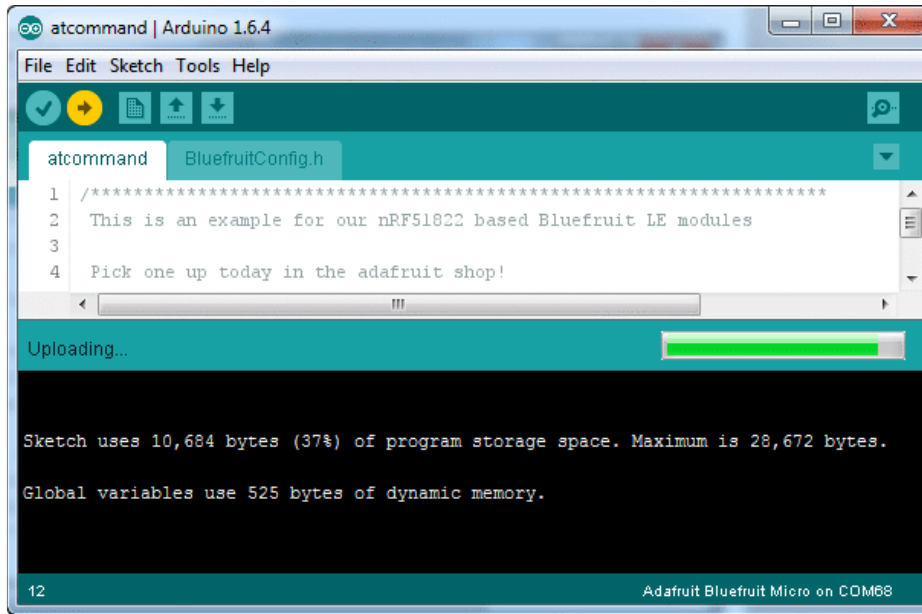 atcommand | Arduino 1.6.4
File Edit Sketch Tools Help
atcommand BluefruitConfig.h
1 /*********************************************************************
2 This is an example for our nRF51822 based Bluefruit LE modules
3
4 Pick one up today in the adafruit shop!
Uploading...
Sketch uses 10,684 bytes (37%) of program storage space. Maximum is 28,672 bytes.
Global variables use 525 bytes of dynamic memory.
12 Adafruit Bluefruit Micro on COM68